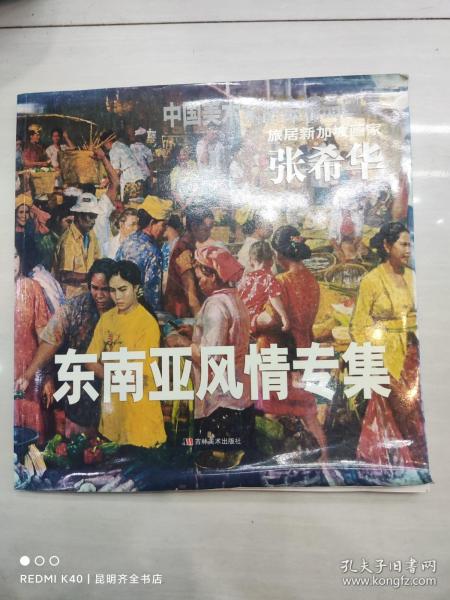 中国美术
旅居新加坡画家
张希华
东南亚风情专集
吉林美术出版社
REDMI K40 | 昆明齐全书店
孔夫子旧书网
www.kongfz.com